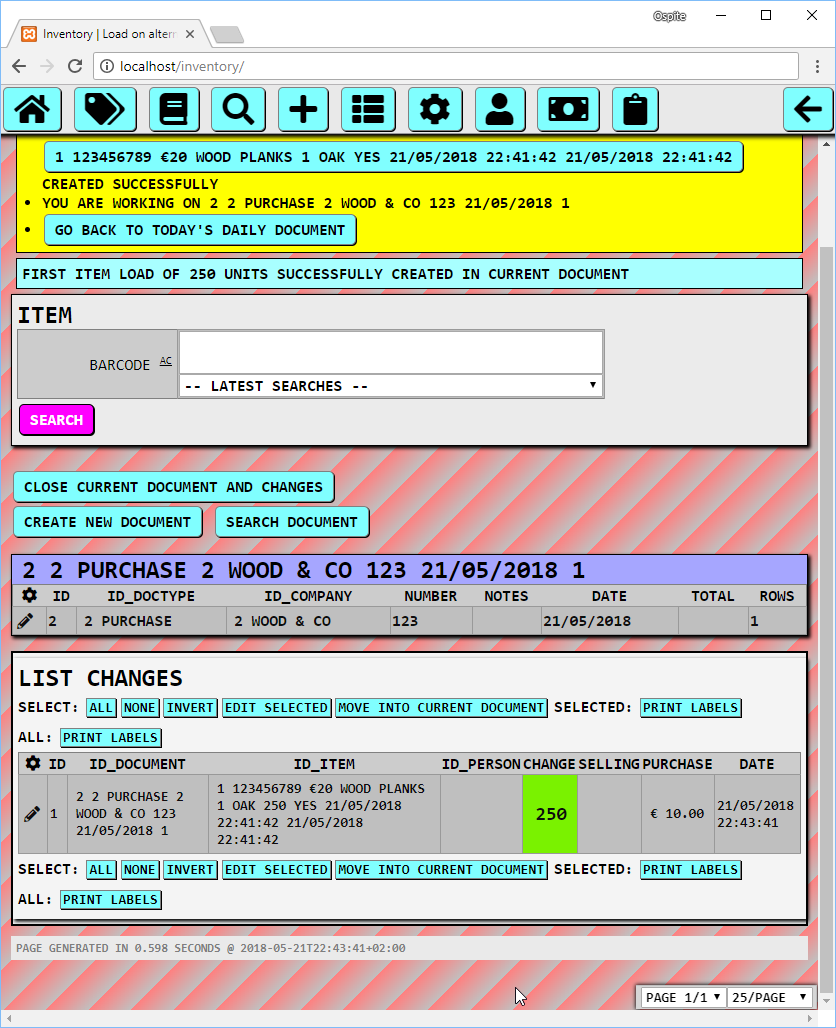 Ospite
Inventory | Load on altern
localhost/inventory/
1 123456789 €20 WOOD PLANKS 1 OAK YES 21/05/2018 22:41:42 21/05/2018 22:41:42
CREATED SUCCESSFULLY
• YOU ARE WORKING ON 2 2 PURCHASE 2 WOOD & CO 123 21/05/2018 1
• GO BACK TO TODAY'S DAILY DOCUMENT
FIRST ITEM LOAD OF 250 UNITS SUCCESSFULLY CREATED IN CURRENT DOCUMENT
ITEM
BARCODE AC
-- LATEST SEARCHES --
SEARCH
CLOSE CURRENT DOCUMENT AND CHANGES
CREATE NEW DOCUMENT SEARCH DOCUMENT
2 2 PURCHASE 2 WOOD & CO 123 21/05/2018 1
ID ID_DOCTYPE ID_COMPANY NUMBER NOTES DATE TOTAL ROWS
2 2 PURCHASE 2 WOOD & CO 123 21/05/2018 1
LIST CHANGES
SELECT: ALL NONE INVERT EDIT SELECTED MOVE INTO CURRENT DOCUMENT SELECTED: PRINT LABELS
ALL: PRINT LABELS
ID ID_DOCUMENT ID_ITEM ID_PERSON CHANGE SELLING PURCHASE DATE
1
2 2 PURCHASE 2
WOOD & CO 123
21/05/2018 1
1 123456789 €20 WOOD PLANKS
1 OAK 250 YES 21/05/2018
22:41:42 21/05/2018
22:41:42
250
€ 10.00
21/05/2018
22:43:41
SELECT: ALL NONE INVERT EDIT SELECTED MOVE INTO CURRENT DOCUMENT SELECTED: PRINT LABELS
ALL: PRINT LABELS
PAGE GENERATED IN 0.598 SECONDS @ 2018-05-21T22:43:41+02:00
PAGE 1/1 25/PAGE